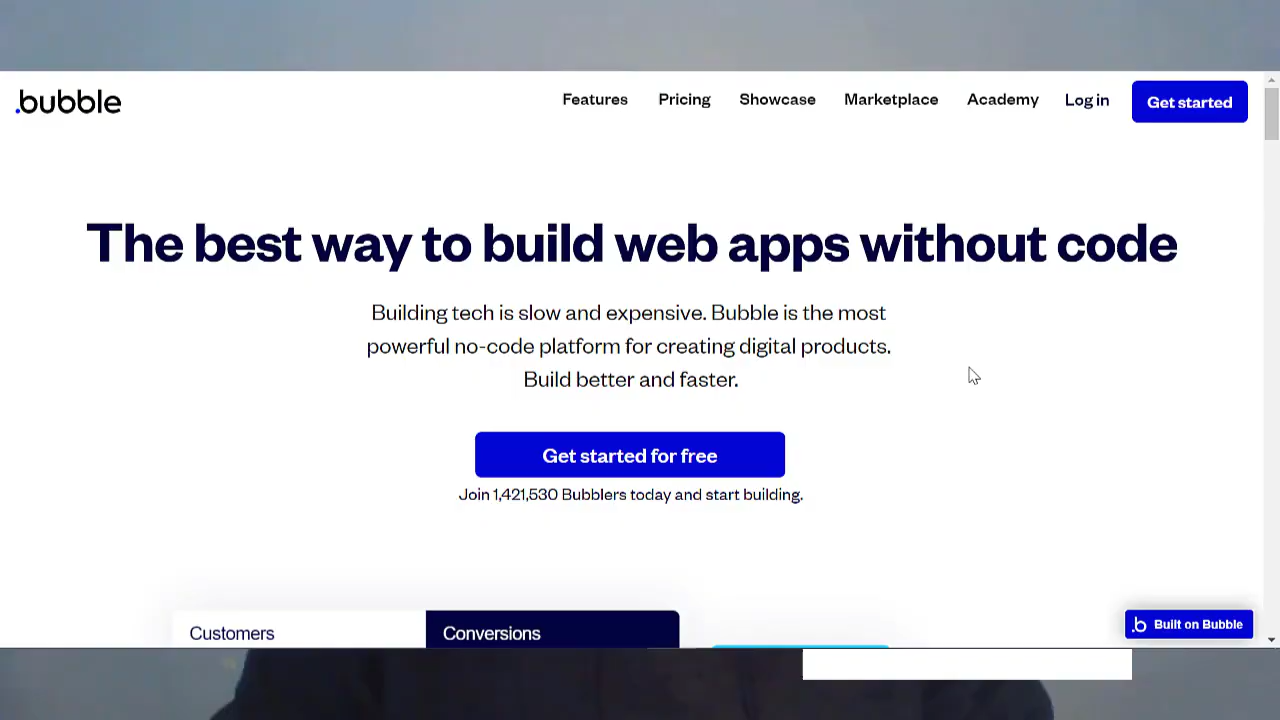 .bubble
Features Pricing Showcase Marketplace Academy Log in Get started
The best way to build web apps without code
Building tech is slow and expensive. Bubble is the most
powerful no-code platform for creating digital products.
Build better and faster.
Get started for free
Join 1,421,530 Bubblers today and start building.
Customers Conversions
.b Built on Bubble